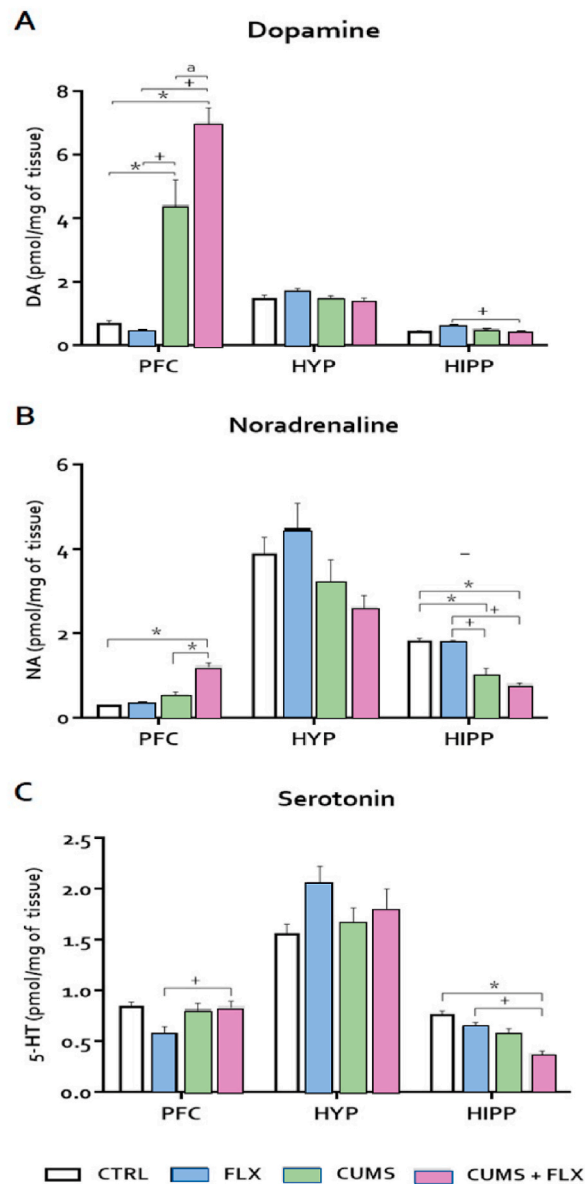 A
Dopamine
DA (pmol/mg of tissue)
8
6
4
2
0
a
+
*
+
*
+
PFC HYP HIPP
B
Noradrenaline
NA (pmol/mg of tissue)
6
4
2
0
*
*
–
*
*
+
+
PFC HYP HIPP
C
Serotonin
5-HT (pmol/mg of tissue)
2.5
2.0
1.5
1.0
0.5
0.0
+
*
+
PFC HYP HIPP
CTRL FLX CUMS CUMS + FLX